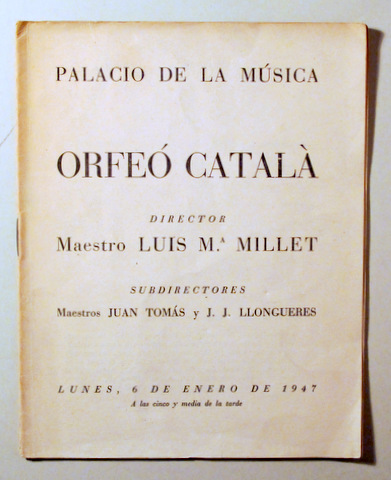 PALACIO DE LA MÚSICA
ORFEÓ CATALÀ
DIRECTOR
Maestro LUIS M.ª MILLET
SUBDIRECTORES
Maestros JUAN TOMÁS y J. J. LLONGUERES
LUNES, 6 DE ENERO DE 1947
A las cinco y media de la tarde